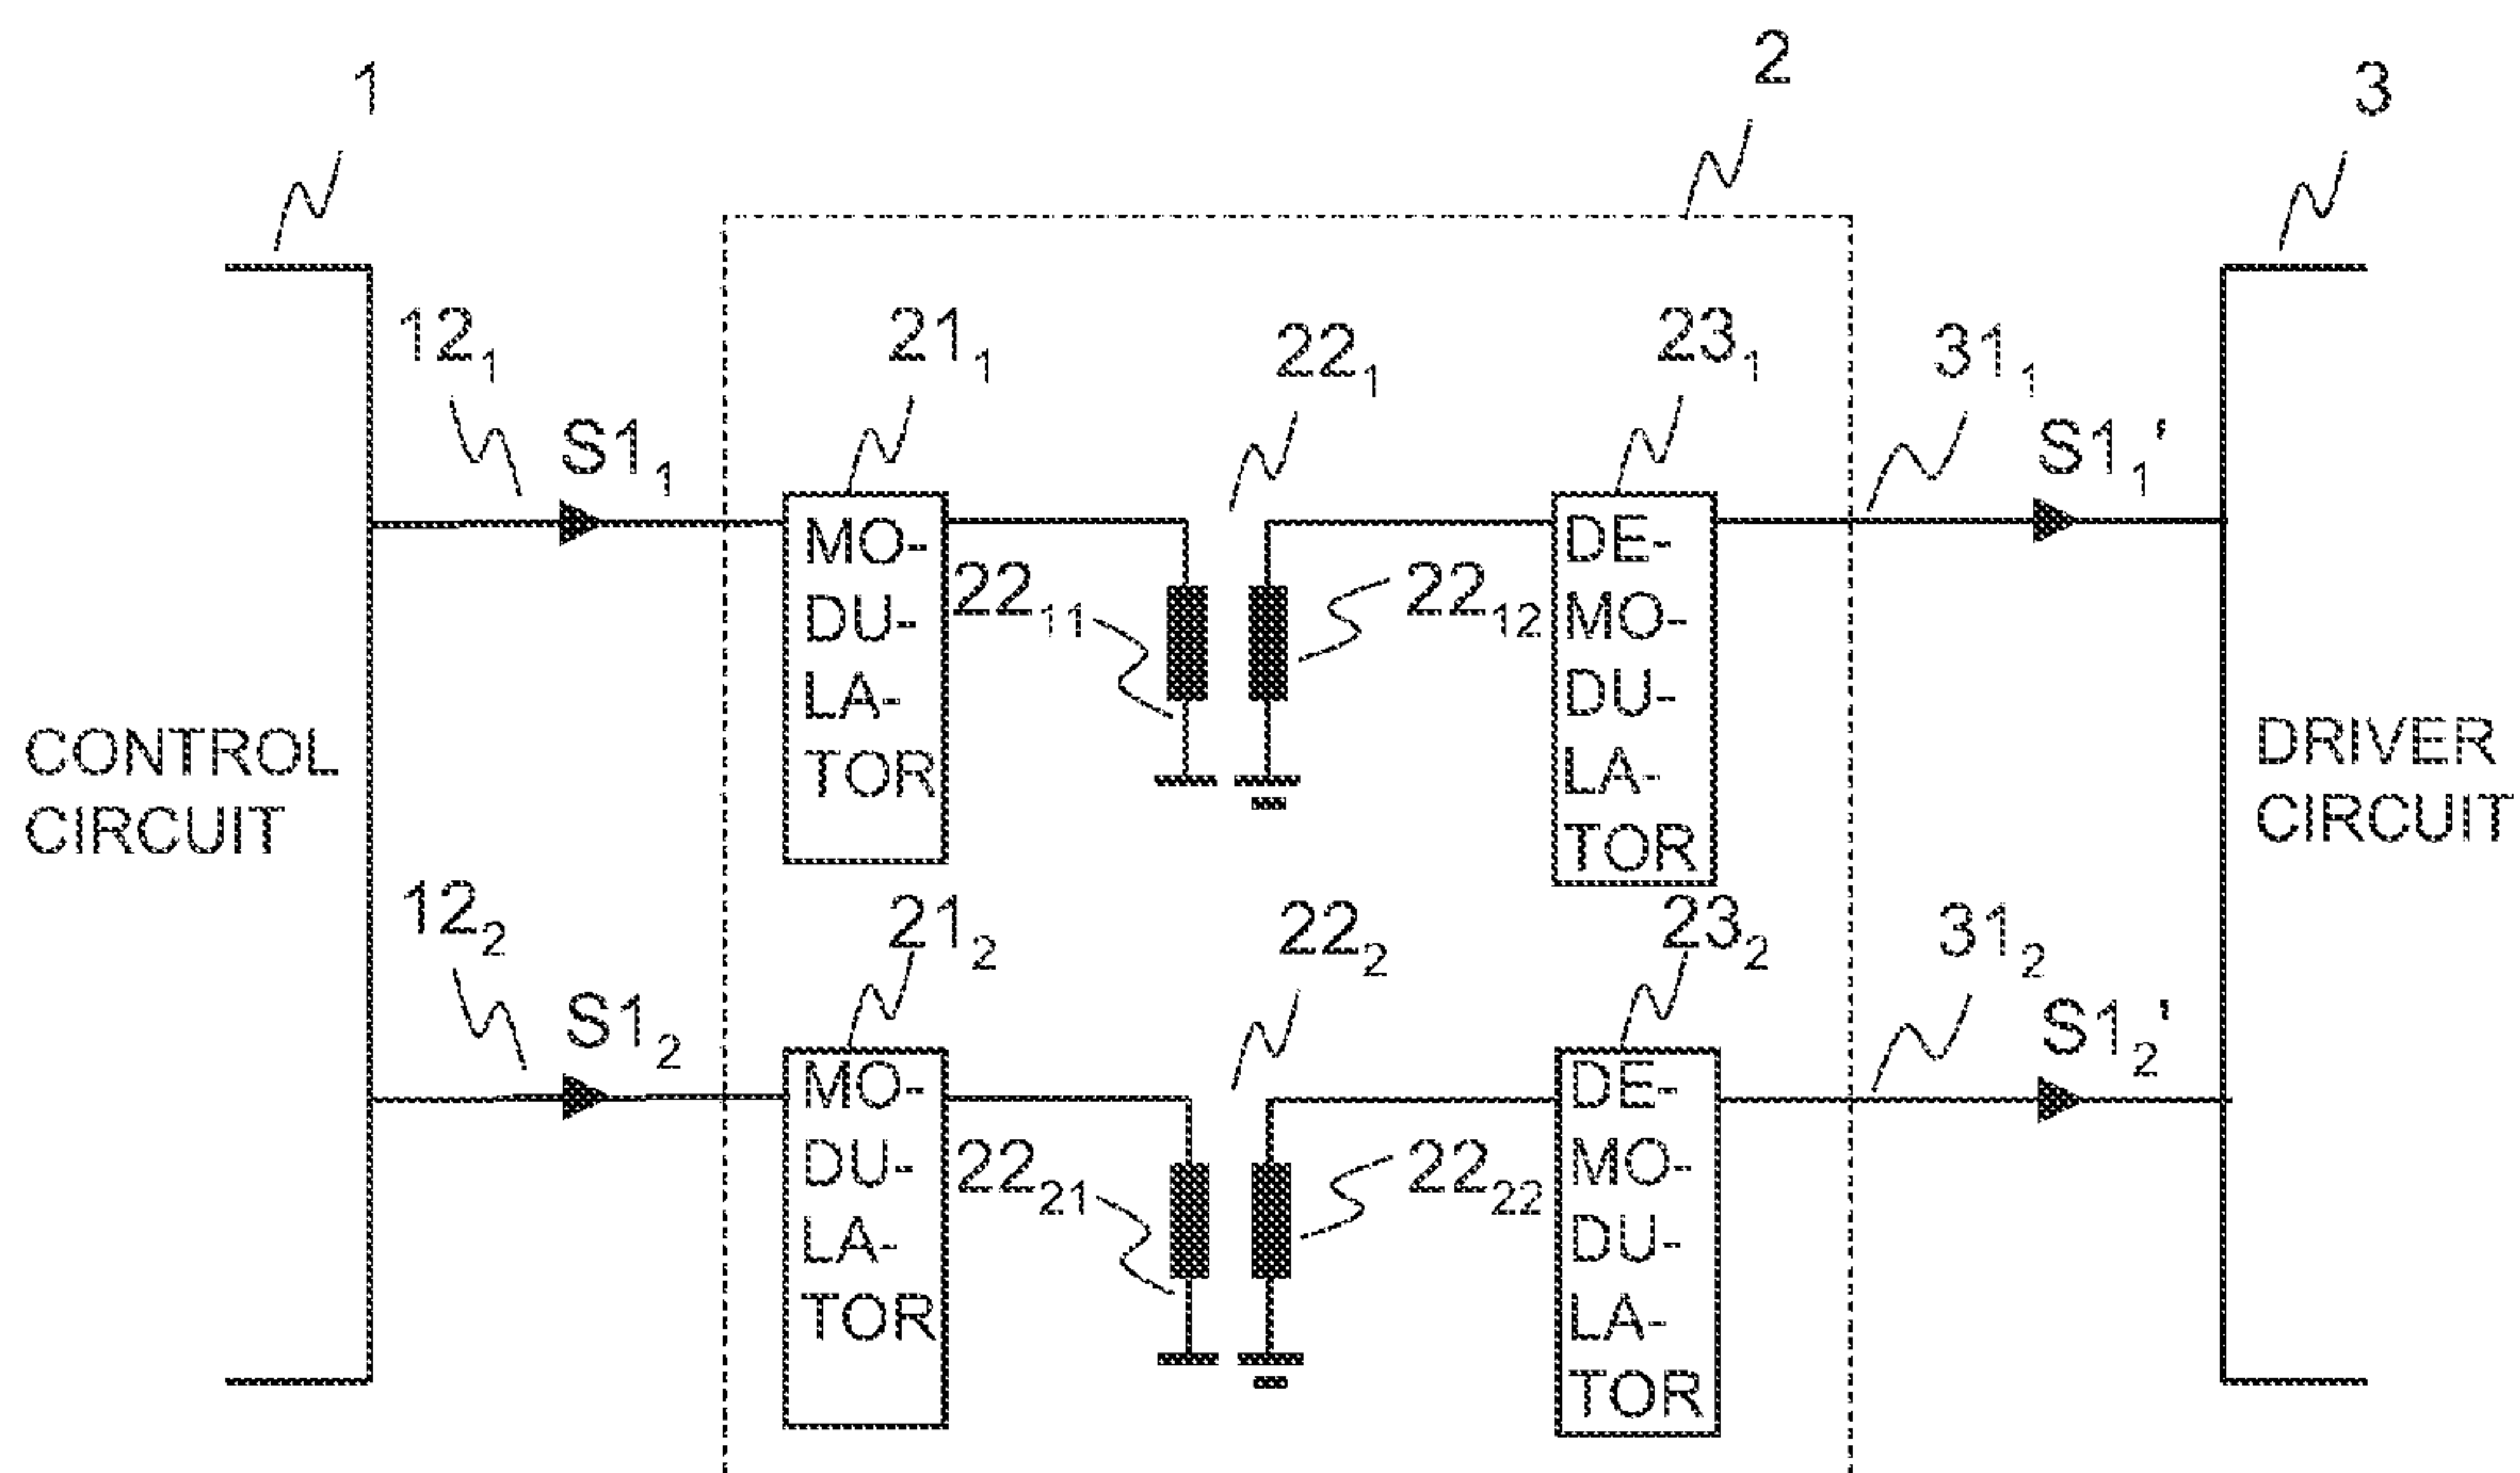 1
2
3
12₁
S1₁
21₁
22₁
23₁
31₁
S1₁'
MO-
DU-
LA-
TOR
22₁₁
22₁₂
DE-
MO-
DU-
LA-
TOR
CONTROL
CIRCUIT
DRIVER
CIRCUIT
12₂
S1₂
21₂
22₂
23₂
31₂
S1₂'
MO-
DU-
LA-
TOR
22₂₁
22₂₂
DE-
MO-
DU-
LA-
TOR